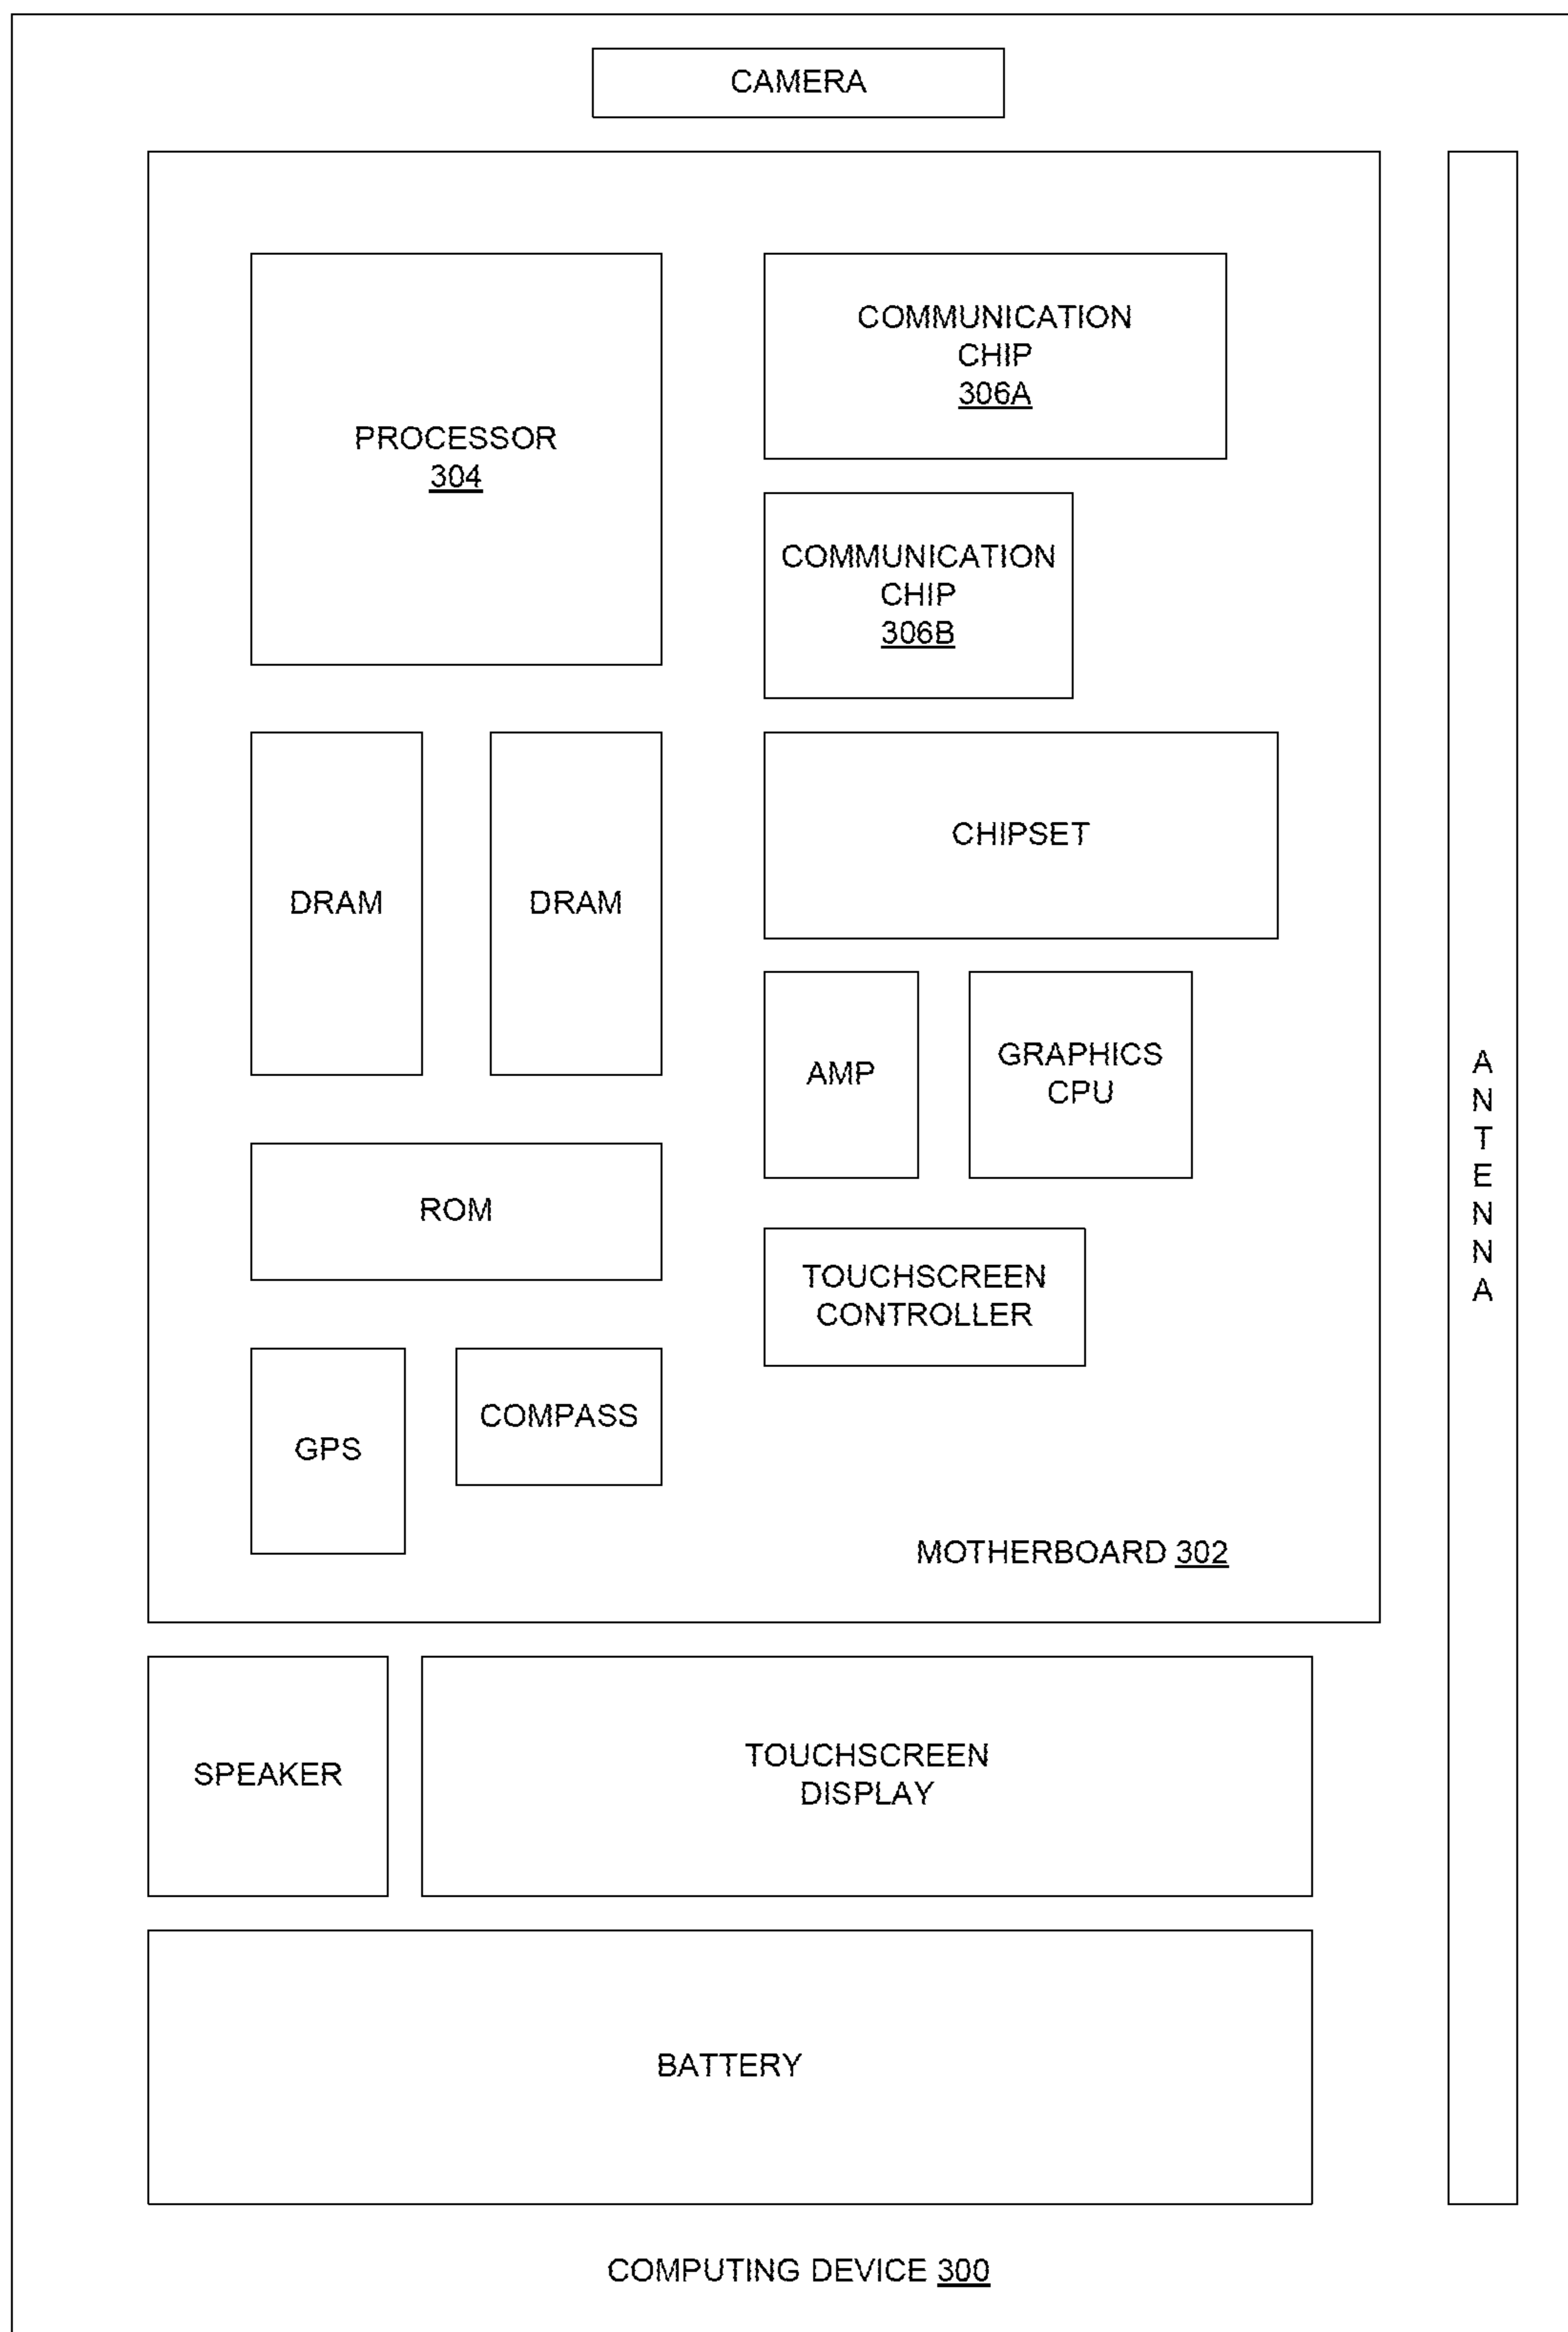 CAMERA
PROCESSOR
304
COMMUNICATION
CHIP
306A
COMMUNICATION
CHIP
306B
DRAM
DRAM
CHIPSET
AMP
GRAPHICS
CPU
ROM
TOUCHSCREEN
CONTROLLER
GPS
COMPASS
MOTHERBOARD 302
ANTENNA
SPEAKER
TOUCHSCREEN
DISPLAY
BATTERY
COMPUTING DEVICE 300